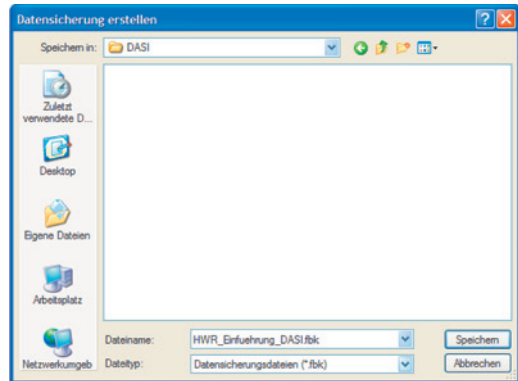 Datensicherung erstellen
Speichern in:
DASI
Zuletzt
verwendete D...
Desktop
Eigene Dateien
Arbeitsplatz
Netzwerkumgeb
Dateiname:
HWR_Einfuehrung_DASI.fbk
Speichern
Dateityp:
Datensicherungsdateien (*.fbk)
Abbrechen